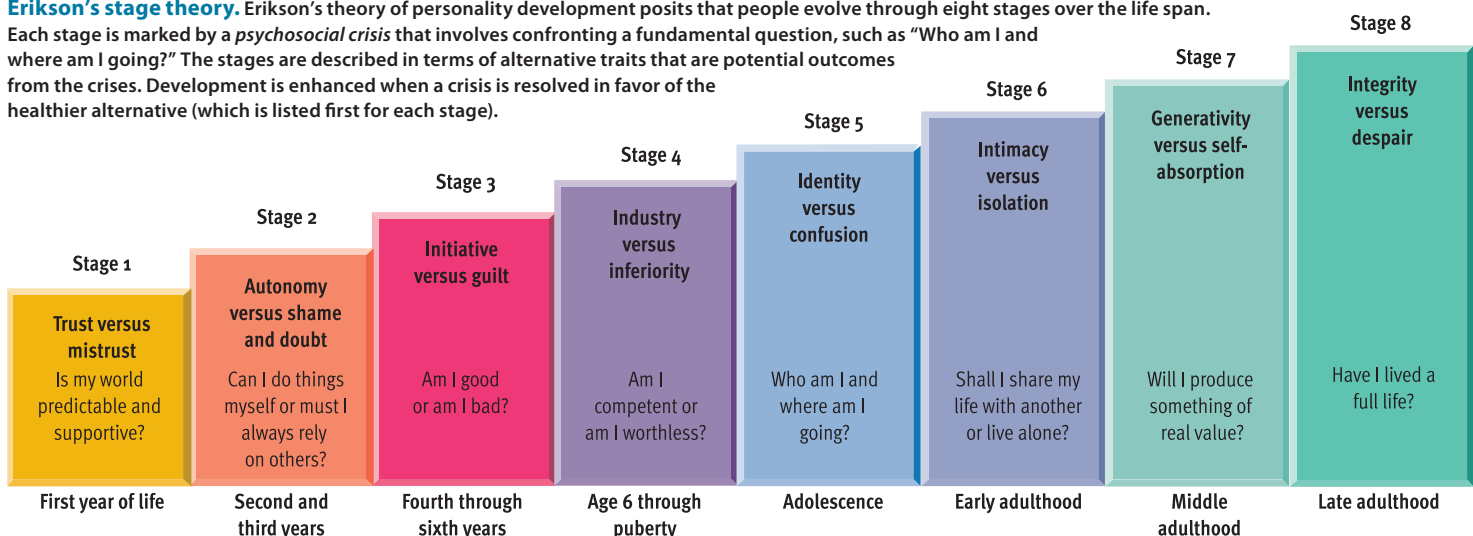 Erikson’s stage theory. Erikson’s theory of personality development posits that people evolve through eight stages over the life span.
Each stage is marked by a psychosocial crisis that involves confronting a fundamental question, such as “Who am I and
where am I going?” The stages are described in terms of alternative traits that are potential outcomes
from the crises. Development is enhanced when a crisis is resolved in favor of the
healthier alternative (which is listed first for each stage).
Stage 1
Trust versus
mistrust
Is my world
predictable and
supportive?
First year of life
Stage 2
Autonomy
versus shame
and doubt
Can I do things
myself or must I
always rely
on others?
Second and
third years
Stage 3
Initiative
versus guilt
Am I good
or am I bad?
Fourth through
sixth years
Stage 4
Industry
versus
inferiority
Am I
competent or
am I worthless?
Age 6 through
puberty
Stage 5
Identity
versus
confusion
Who am I and
where am I
going?
Adolescence
Stage 6
Intimacy
versus
isolation
Shall I share my
life with another
or live alone?
Early adulthood
Stage 7
Generativity
versus self-
absorption
Will I produce
something of
real value?
Middle
adulthood
Stage 8
Integrity
versus
despair
Have I lived a
full life?
Late adulthood